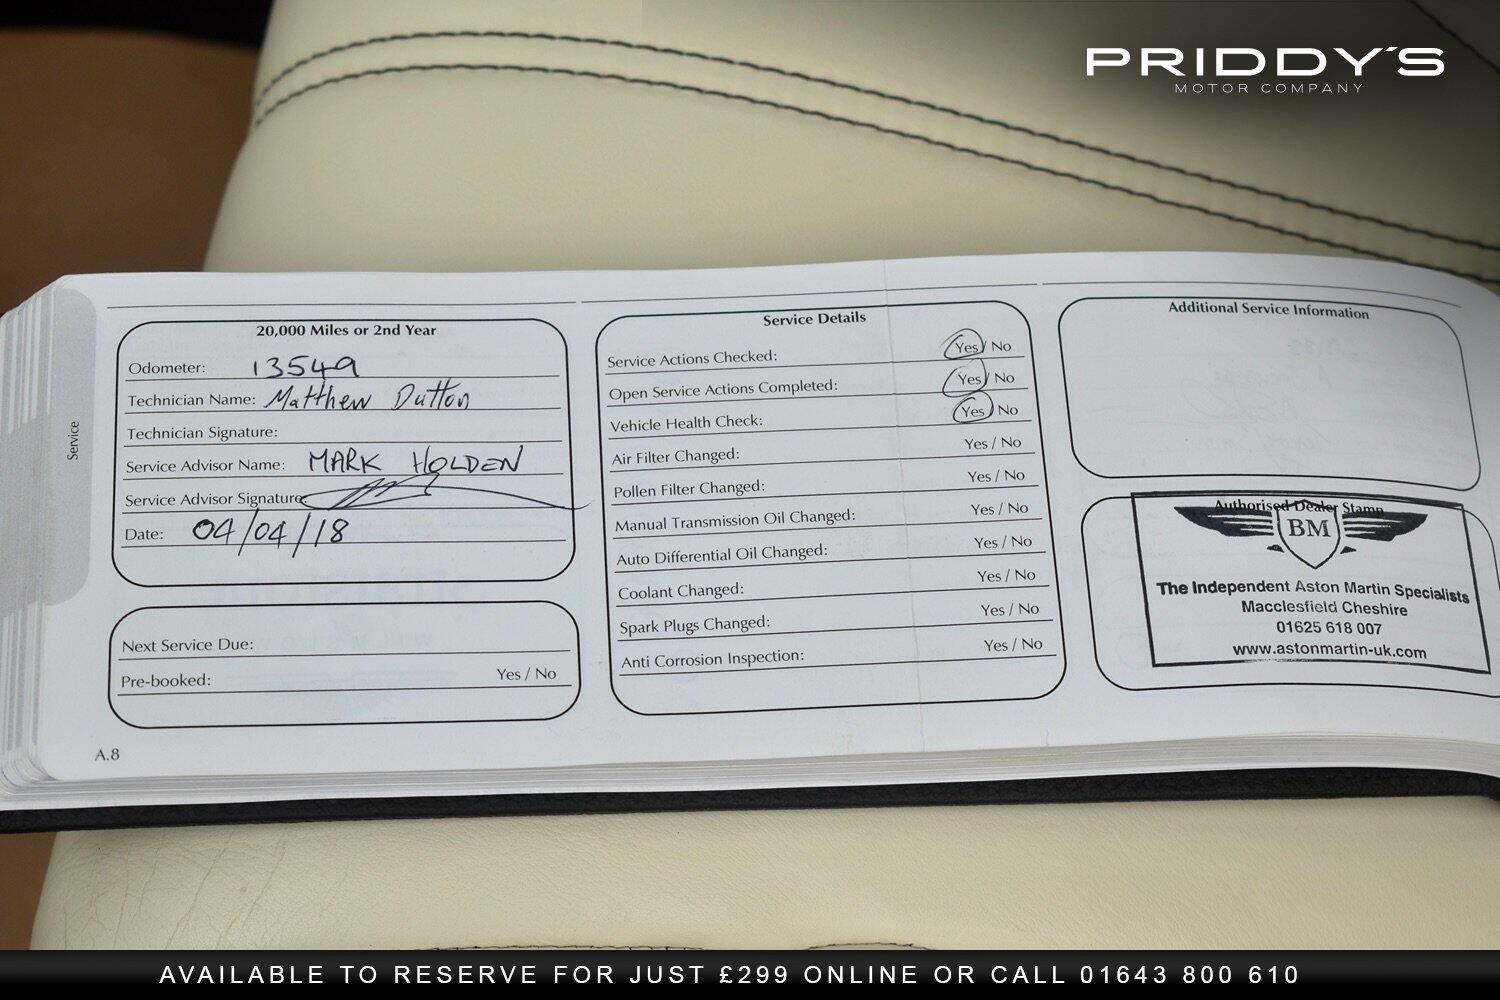 PRIDDY'S
MOTOR COMPANY
Service
20,000 Miles or 2nd Year
Odometer: 13549
Technician Name: Matthew Dutton
Technician Signature:
Service Advisor Name: MARK HOLDEN
Service Advisor Signature:
Date: 04/04/18
Next Service Due:
Pre-booked: Yes / No
A.8
Service Details
Service Actions Checked: Yes / No
Open Service Actions Completed: Yes / No
Vehicle Health Check: Yes / No
Air Filter Changed: Yes / No
Pollen Filter Changed: Yes / No
Manual Transmission Oil Changed: Yes / No
Auto Differential Oil Changed: Yes / No
Coolant Changed: Yes / No
Spark Plugs Changed: Yes / No
Anti Corrosion Inspection: Yes / No
Additional Service Information
Authorised Dealer Stamp
BM
The Independent Aston Martin Specialists
Macclesfield Cheshire
01625 618 007
www.astonmartin-uk.com
AVAILABLE TO RESERVE FOR JUST £299 ONLINE OR CALL 01643 800 610